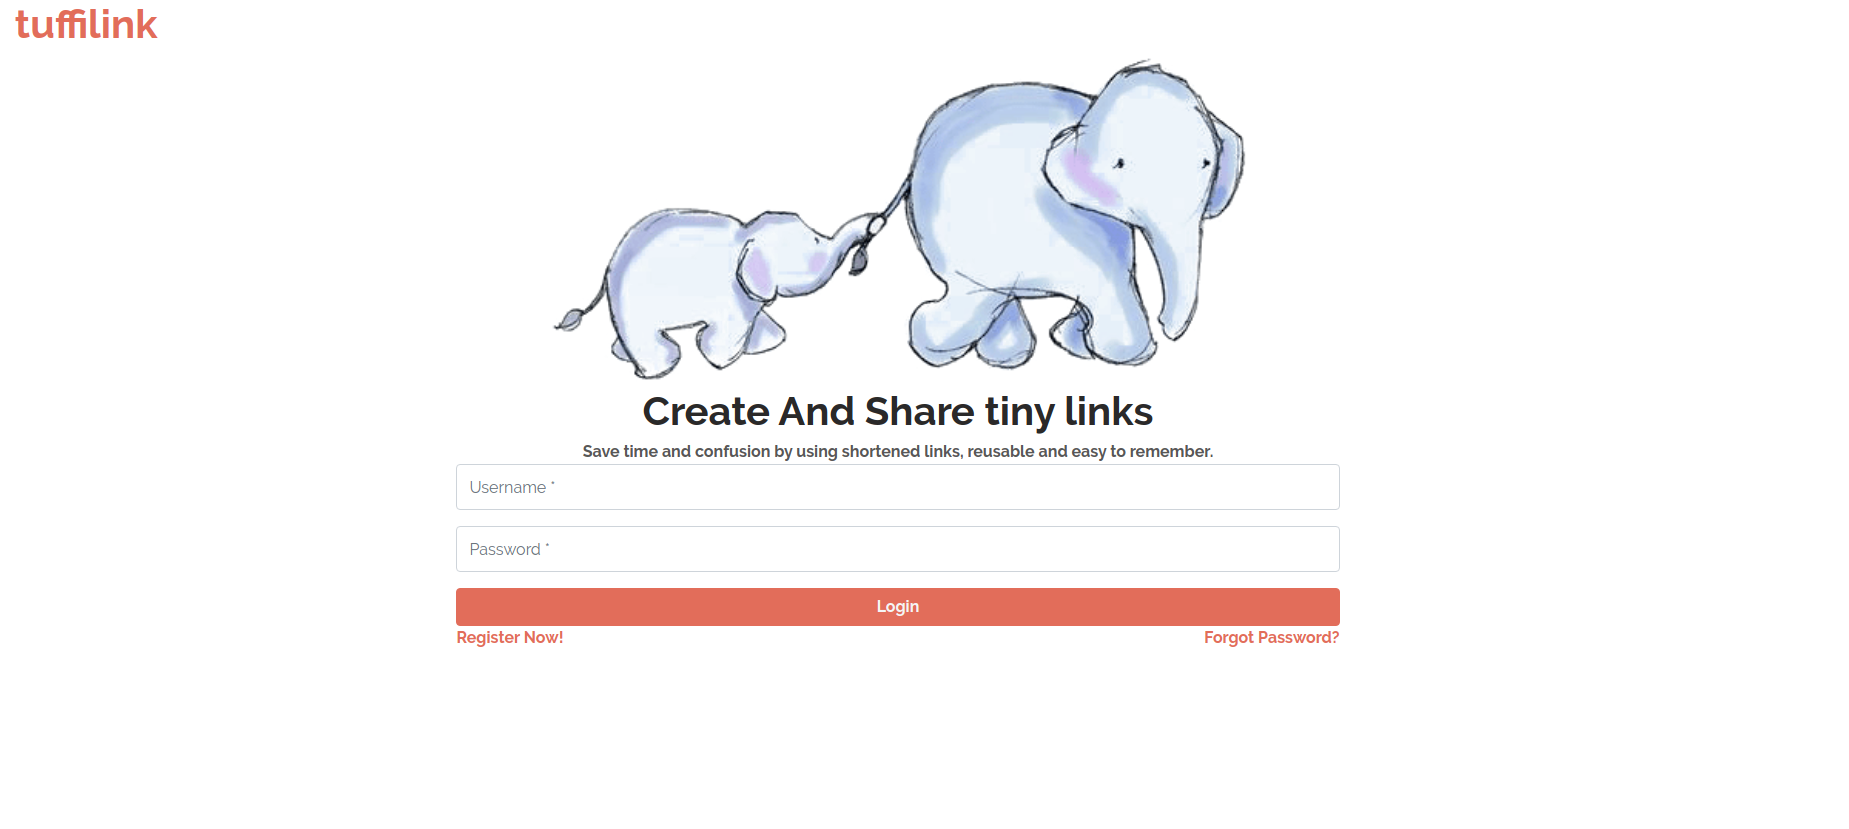 tuffilink
Create And Share tiny links
Save time and confusion by using shortened links, reusable and easy to remember.
Username *
Password *
Login
Register Now!
Forgot Password?